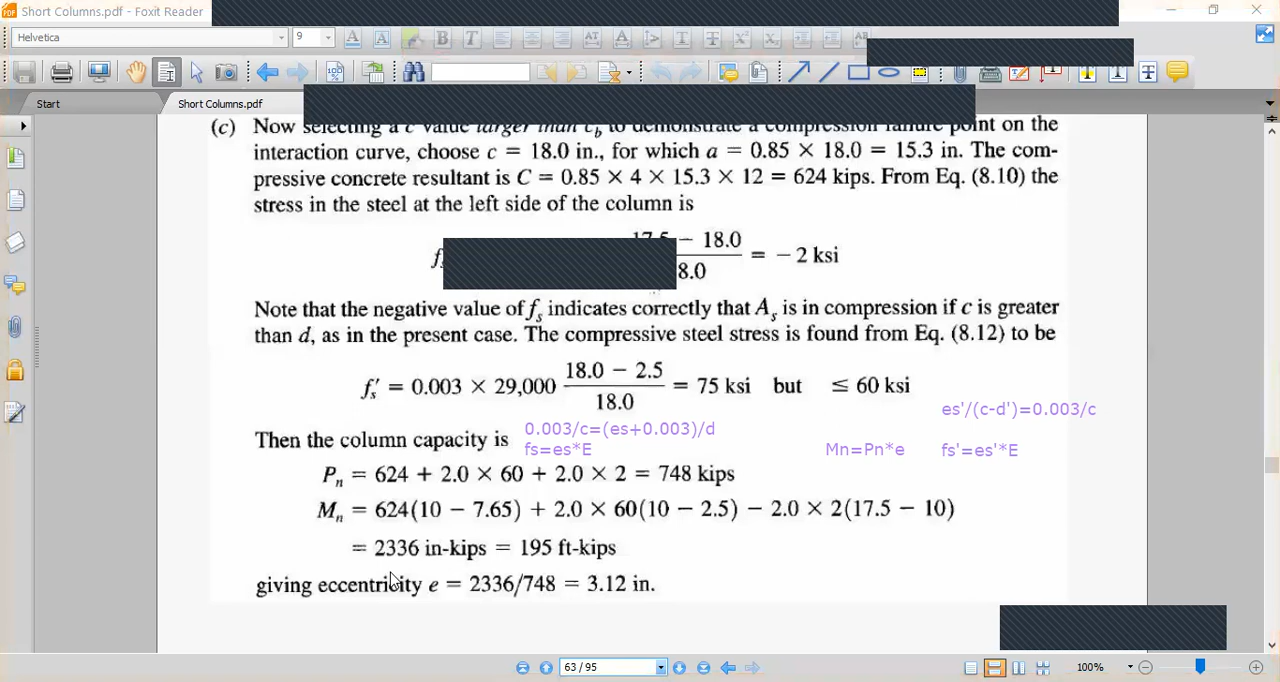 Short Columns.pdf - Foxit Reader
Helvetica 9
Start Short Columns.pdf
(c) Now selecting a c value larger than cb to demonstrate a compression failure point on the
interaction curve, choose c = 18.0 in., for which a = 0.85 × 18.0 = 15.3 in. The com-
pressive concrete resultant is C = 0.85 × 4 × 15.3 × 12 = 624 kips. From Eq. (8.10) the
stress in the steel at the left side of the column is
17.5 − 18.0
8.0
= − 2 ksi
Note that the negative value of fs indicates correctly that As is in compression if c is greater
than d, as in the present case. The compressive steel stress is found from Eq. (8.12) to be
fs' = 0.003 × 29,000 (18.0 − 2.5)/18.0 = 75 ksi but ≤ 60 ksi
es'/(c-d')=0.003/c
0.003/c=(es+0.003)/d
Then the column capacity is
fs=es*E Mn=Pn*e fs'=es'*E
Pn = 624 + 2.0 × 60 + 2.0 × 2 = 748 kips
Mn = 624(10 − 7.65) + 2.0 × 60(10 − 2.5) − 2.0 × 2(17.5 − 10)
= 2336 in-kips = 195 ft-kips
giving eccentricity e = 2336/748 = 3.12 in.
63 / 95 100%